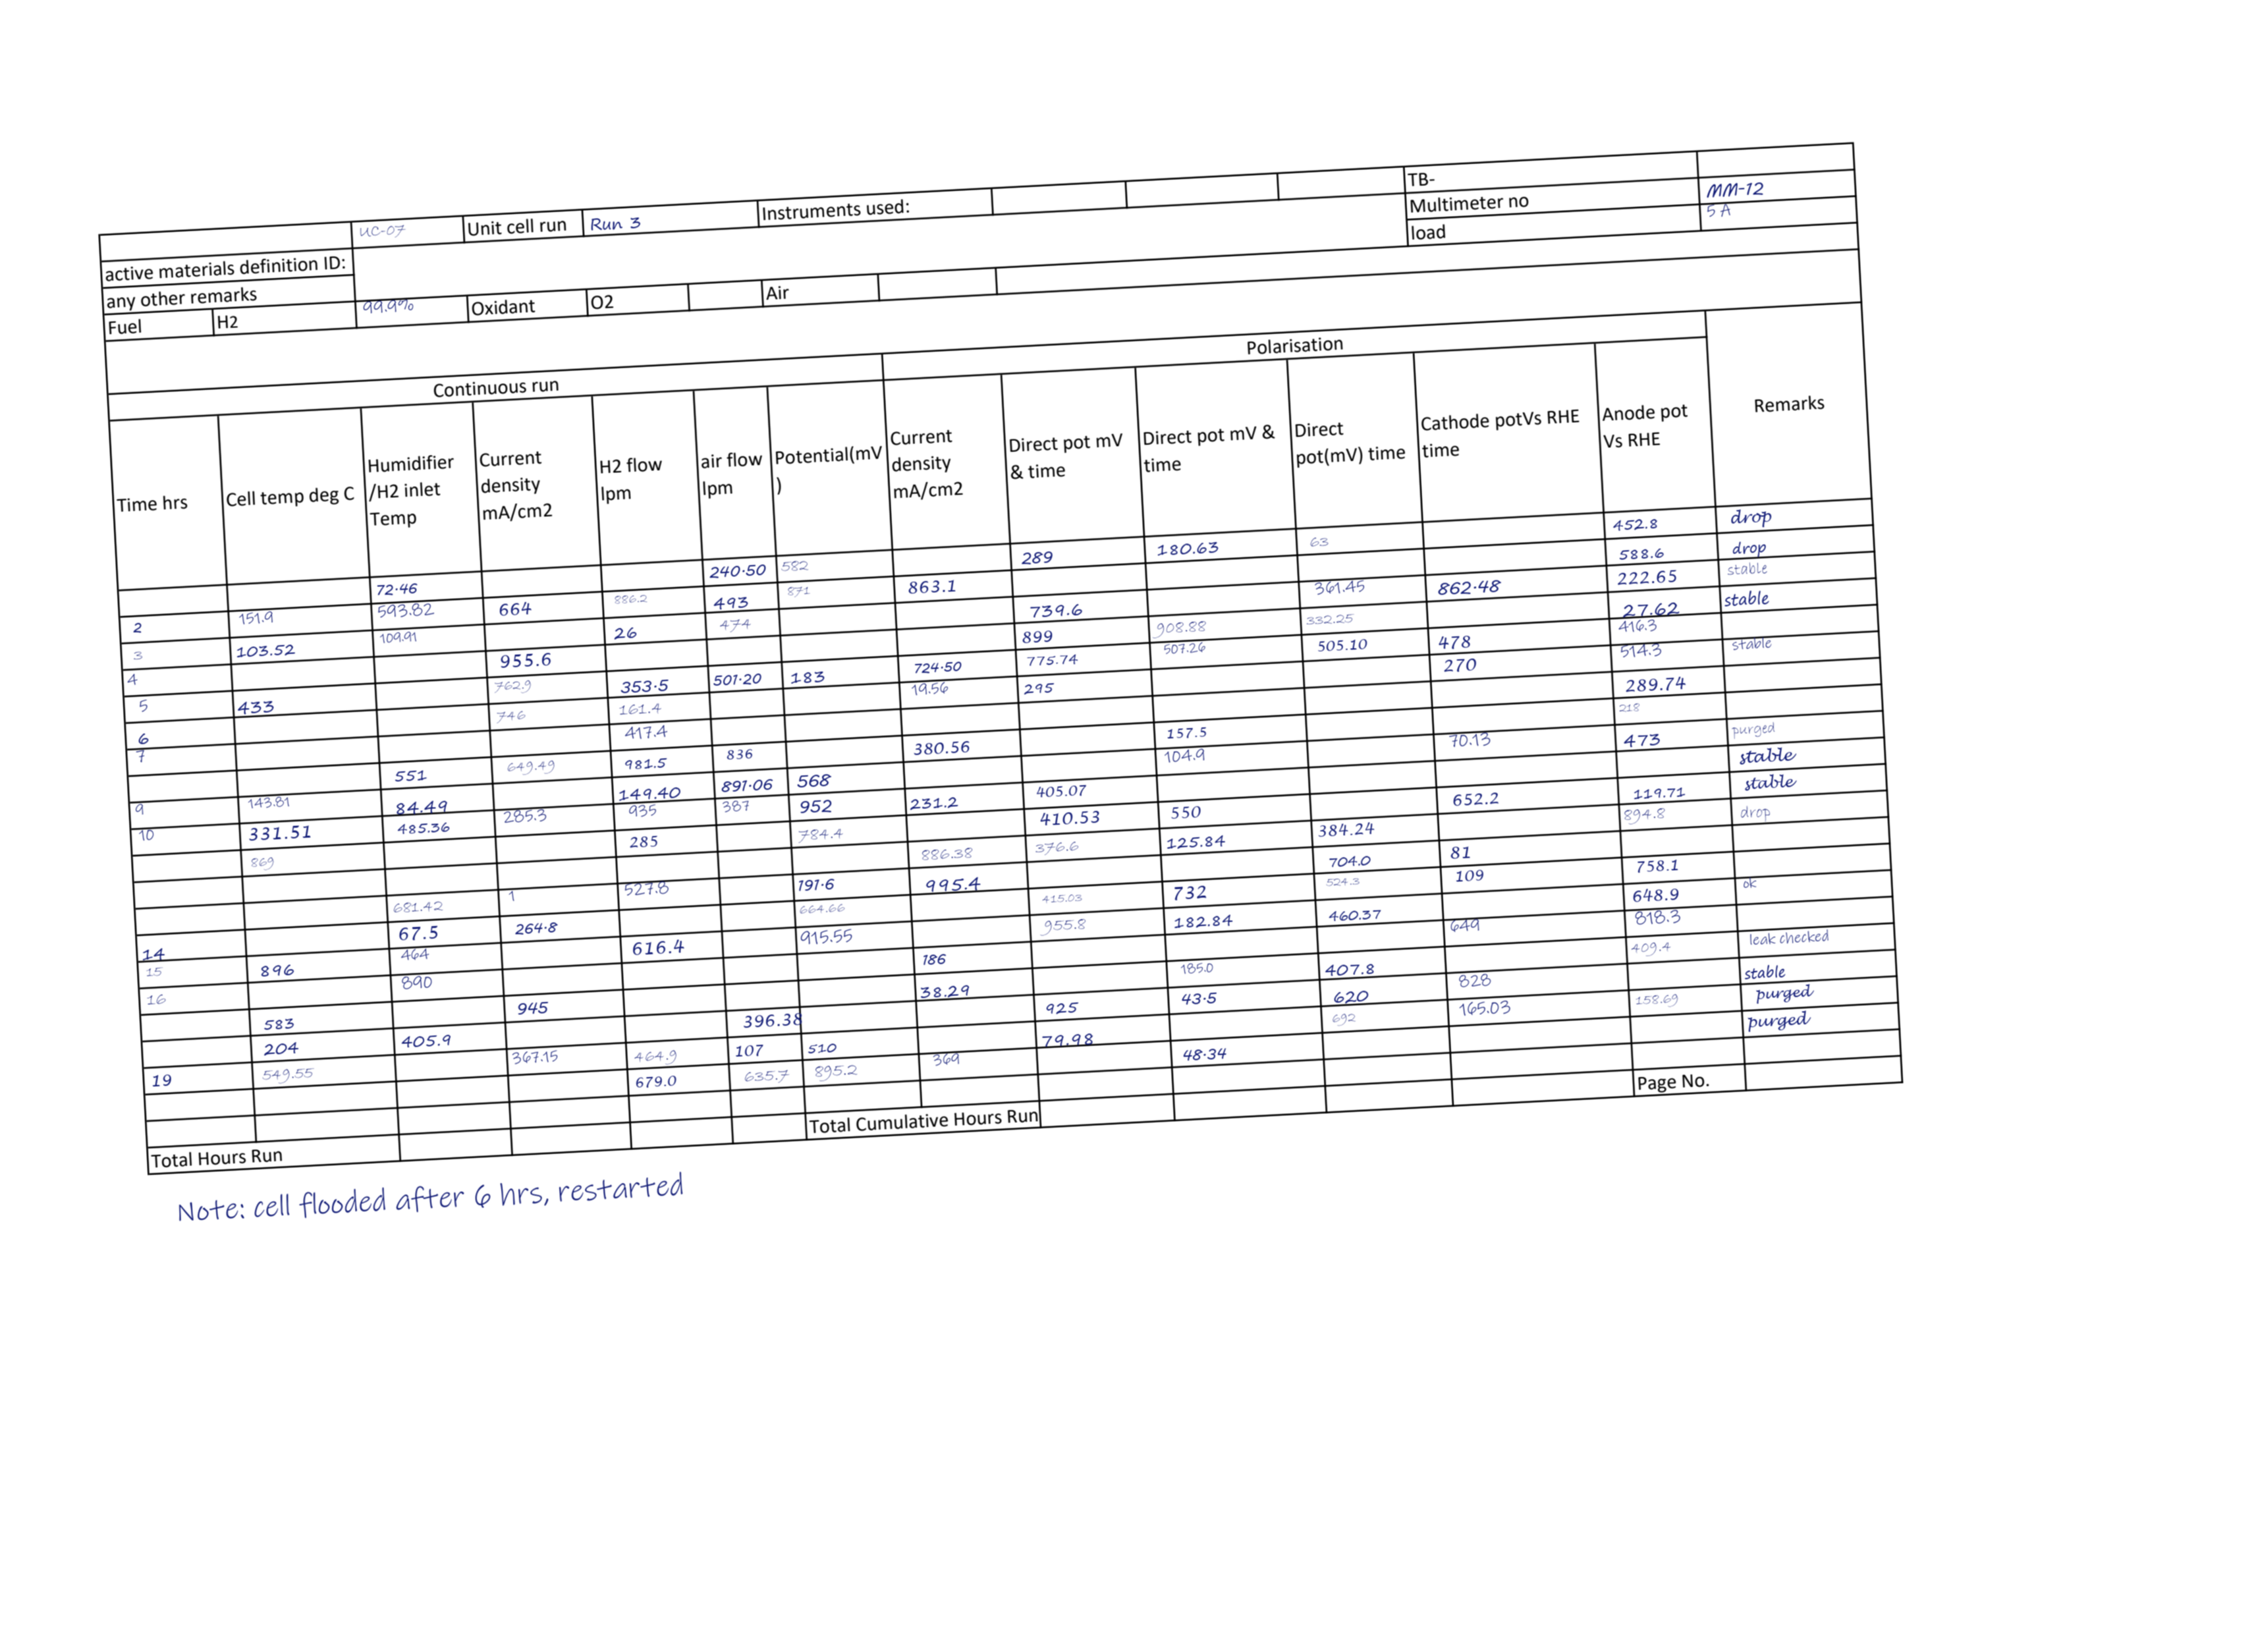 UC-07 Unit cell run Run 3 Instruments used: TB-
active materials definition ID: Multimeter no MM-12
any other remarks load 5 A
Fuel H2 99.9% Oxidant O2 Air
Continuous run Polarisation
Time hrs Cell temp deg C Humidifier /H2 inlet Temp Current density mA/cm2 H2 flow lpm air flow lpm Potential(mV ) Current density mA/cm2 Direct pot mV & time Direct pot mV & time Direct pot(mV) time Cathode potVs RHE time Anode pot Vs RHE Remarks
72·46 240·50 582 289 180.63 63 452.8 drop
2 151.9 593.82 664 886.2 493 871 863.1 588.6 drop
3 103.52 109.91 26 474 739.6 361.45 862·48 222.65 stable
4 955.6 899 908.88 332.25 27.62 stable
5 433 762.9 353·5 501·20 183 724·50 775.74 507.26 505.10 478 416.3
6 746 161.4 19.56 295 270 514.3 stable
7 417.4 289.74
551 649.49 981.5 836 380.56 157.5 218
9 143.81 84.49 149.40 891·06 568 104.9 70.13 473 purged
10 331.51 485.36 285.3 935 387 952 231.2 405.07 stable
869 285 784.4 410.53 550 652.2 119.71 stable
886.38 376.6 125.84 384.24 894.8 drop
681.42 1 527.8 191·6 995.4 704.0 81
14 67.5 264·8 664.66 415.03 732 524.3 109 758.1
15 896 464 616.4 915.55 955.8 182.84 460.37 648.9 ok
16 890 186 649 818.3
583 945 38.29 185.0 407.8 409.4 leak checked
204 405.9 396.38 925 43·5 620 828 stable
19 549.55 367.15 464.9 107 510 79.98 692 165.03 158.69 purged
679.0 635.7 895.2 369 48·34 purged
Total Hours Run Total Cumulative Hours Run Page No.
Note: cell flooded after 6 hrs, restarted